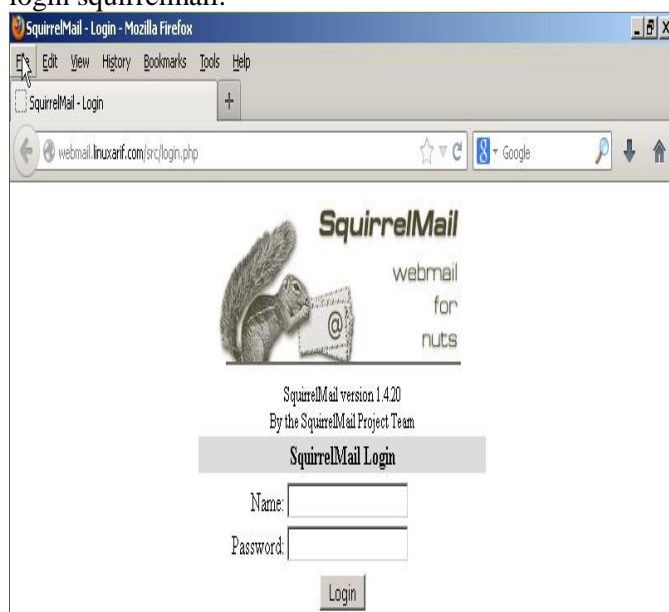 login squirrelmail.
SquirrelMail - Login - Mozilla Firefox
File Edit View History Bookmarks Tools Help
SquirrelMail - Login
webmail.linuxarif.com/src/login.php
Google
SquirrelMail
webmail
for
nuts
@
SquirrelMail version 1.4.20
By the SquirrelMail Project Team
SquirrelMail Login
Name:
Password:
Login